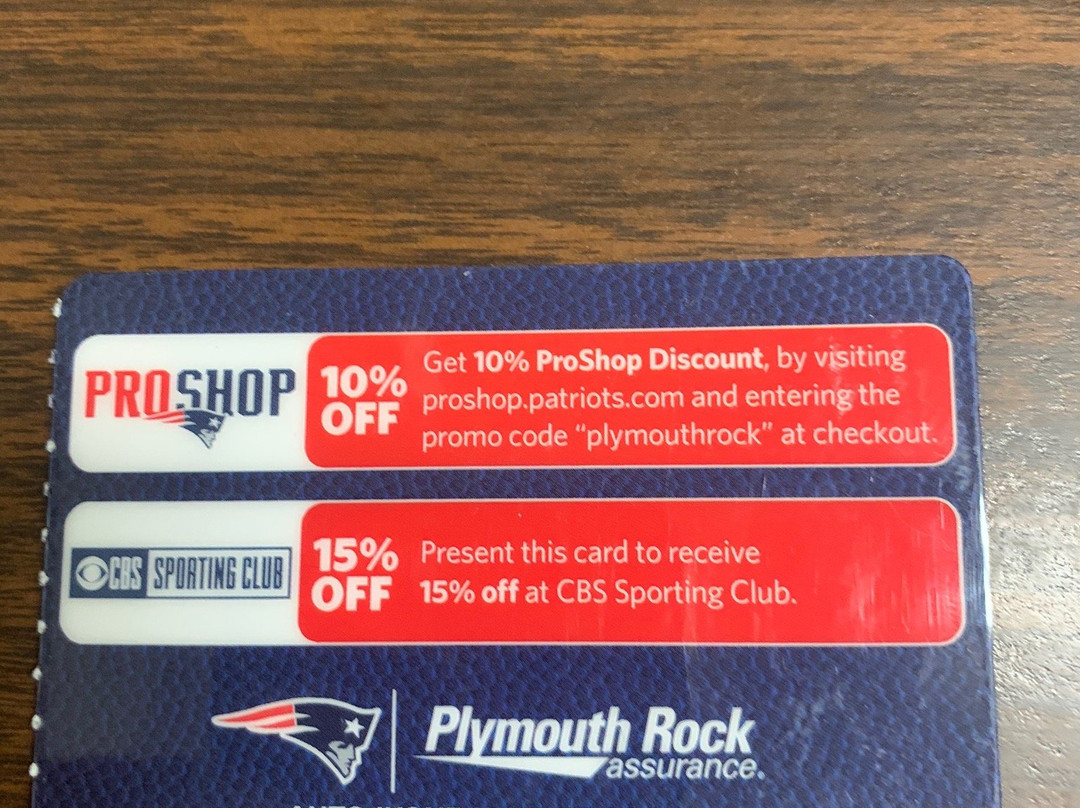 PROSHOP
10%
OFF
Get 10% ProShop Discount, by visiting
proshop.patriots.com and entering the
promo code “plymouthrock” at checkout.
CBS SPORTING CLUB
15%
OFF
Present this card to receive
15% off at CBS Sporting Club.
Plymouth Rock
assurance.